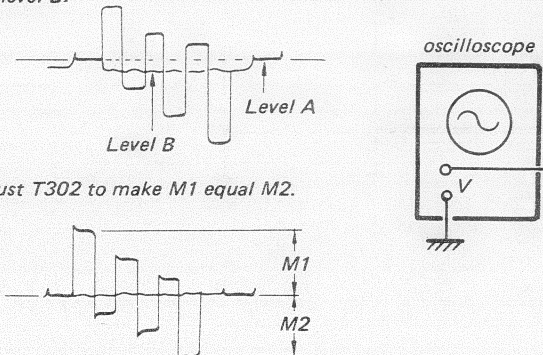 level B.
oscilloscope
Level A
Level B
V
ust T302 to make M1 equal M2.
M1
M2